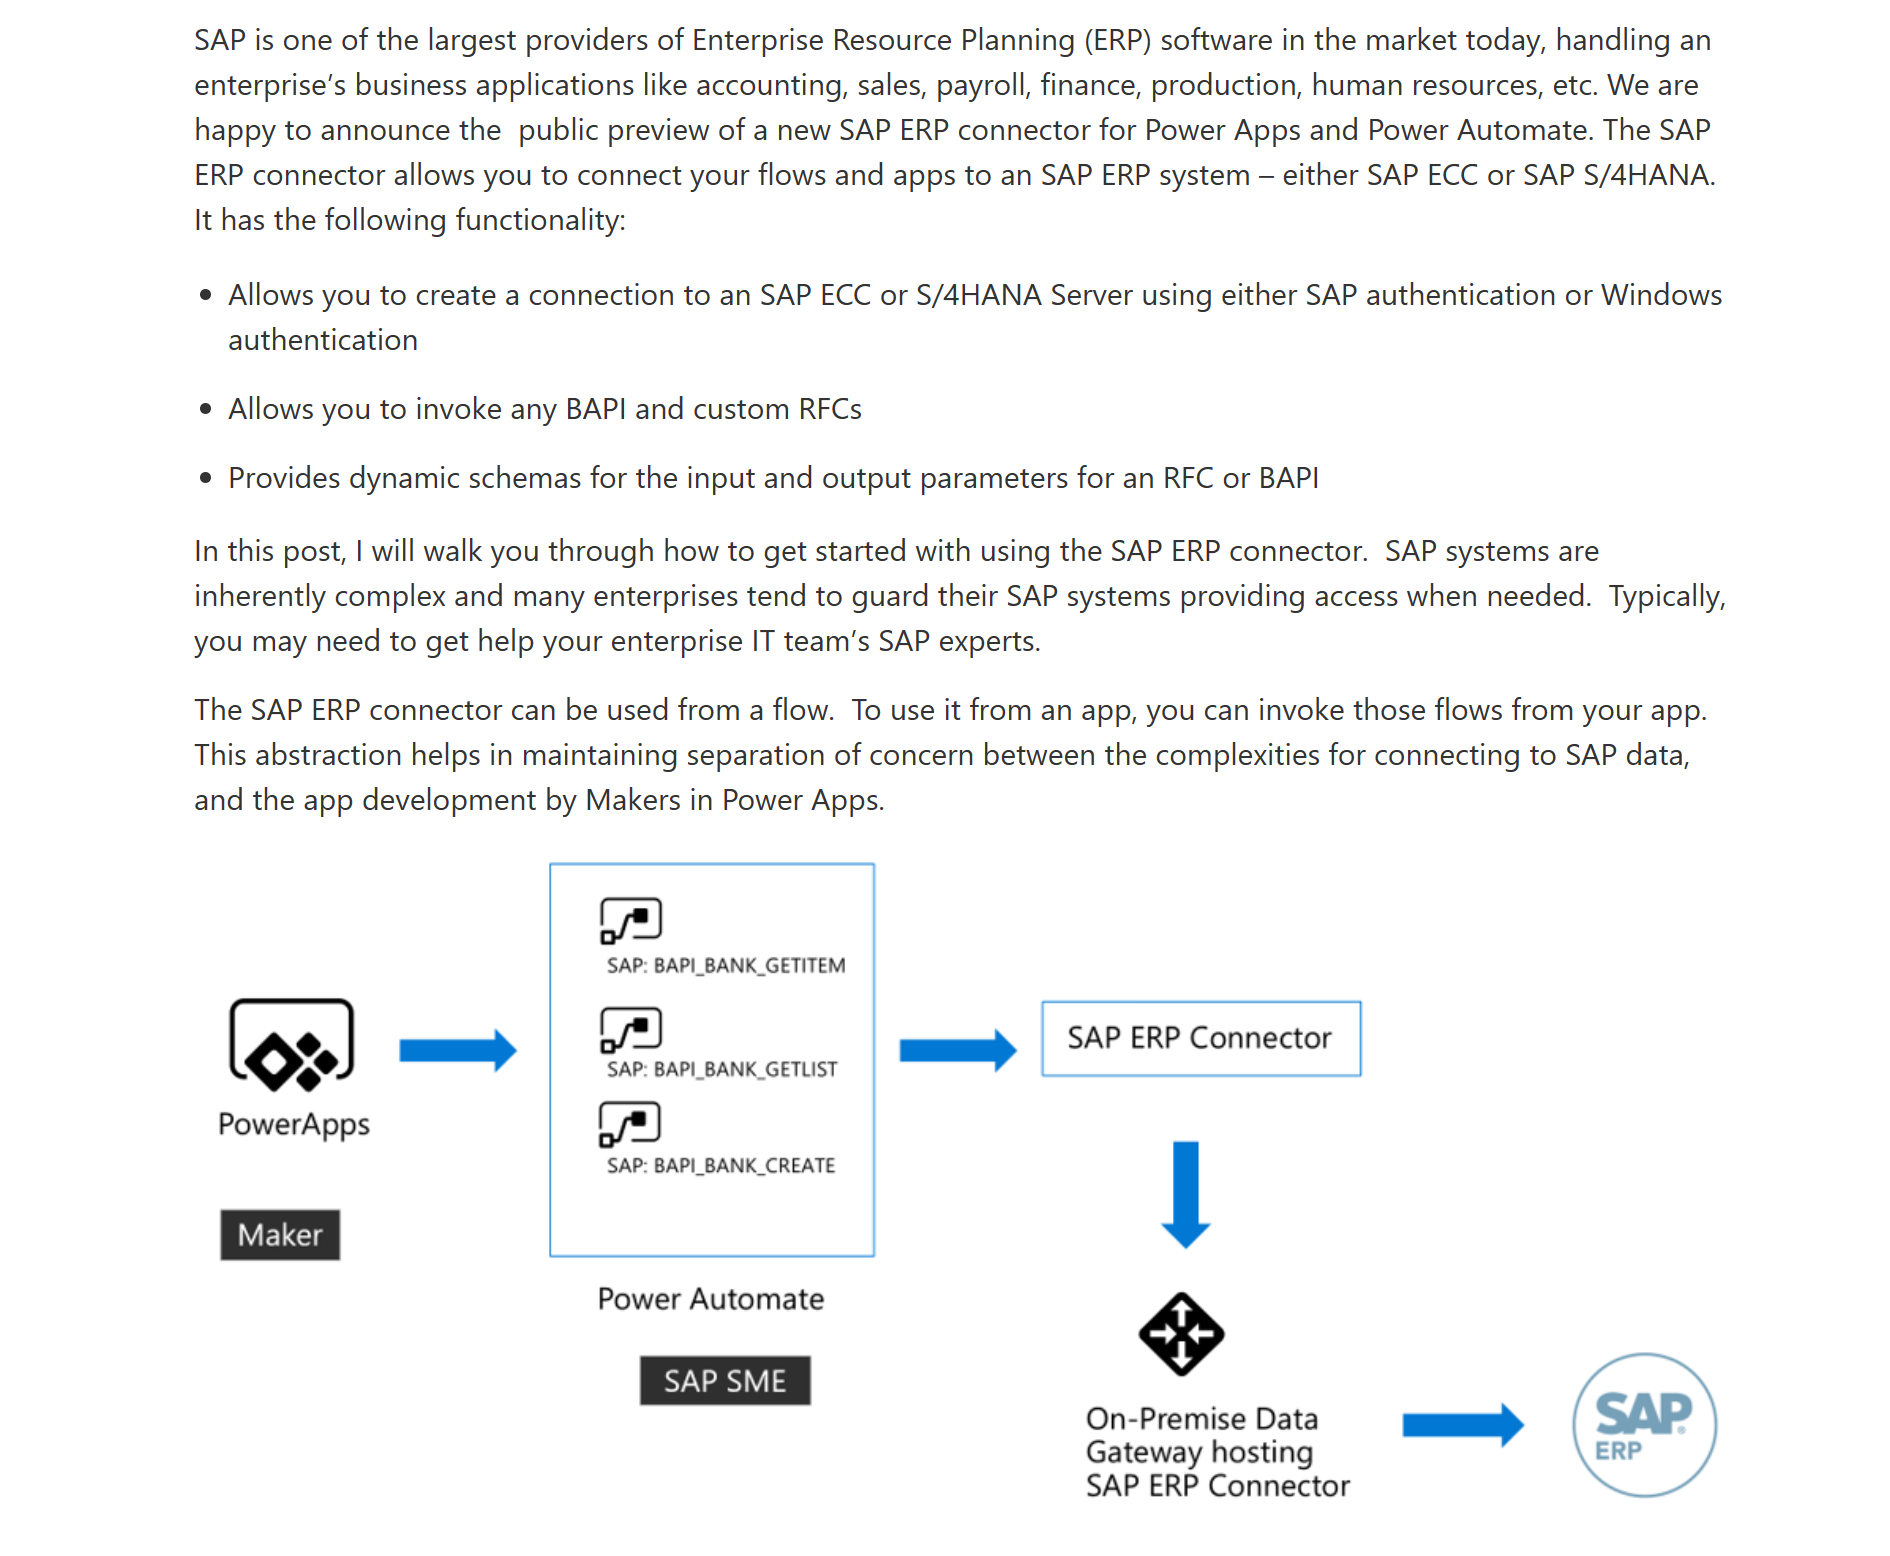 SAP is one of the largest providers of Enterprise Resource Planning (ERP) software in the market today, handling an
enterprise’s business applications like accounting, sales, payroll, finance, production, human resources, etc. We are
happy to announce the  public preview of a new SAP ERP connector for Power Apps and Power Automate. The SAP
ERP connector allows you to connect your flows and apps to an SAP ERP system – either SAP ECC or SAP S/4HANA.
It has the following functionality:
• Allows you to create a connection to an SAP ECC or S/4HANA Server using either SAP authentication or Windows
authentication
• Allows you to invoke any BAPI and custom RFCs
• Provides dynamic schemas for the input and output parameters for an RFC or BAPI
In this post, I will walk you through how to get started with using the SAP ERP connector.  SAP systems are
inherently complex and many enterprises tend to guard their SAP systems providing access when needed.  Typically,
you may need to get help your enterprise IT team’s SAP experts.
The SAP ERP connector can be used from a flow.  To use it from an app, you can invoke those flows from your app.
This abstraction helps in maintaining separation of concern between the complexities for connecting to SAP data,
and the app development by Makers in Power Apps.
PowerApps
Maker
SAP: BAPI_BANK_GETITEM
SAP: BAPI_BANK_GETLIST
SAP: BAPI_BANK_CREATE
Power Automate
SAP SME
SAP ERP Connector
On-Premise Data
Gateway hosting
SAP ERP Connector
SAP®
ERP